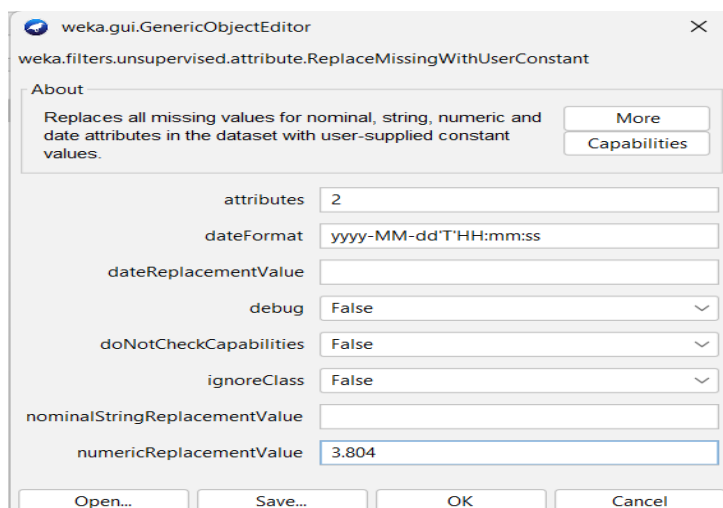 weka.gui.GenericObjectEditor
weka.filters.unsupervised.attribute.ReplaceMissingWithUserConstant
About
Replaces all missing values for nominal, string, numeric and
date attributes in the dataset with user-supplied constant
values.
More
Capabilities
attributes 2
dateFormat yyyy-MM-dd'T'HH:mm:ss
dateReplacementValue
debug False
doNotCheckCapabilities False
ignoreClass False
nominalStringReplacementValue
numericReplacementValue 3.804
Open... Save... OK Cancel